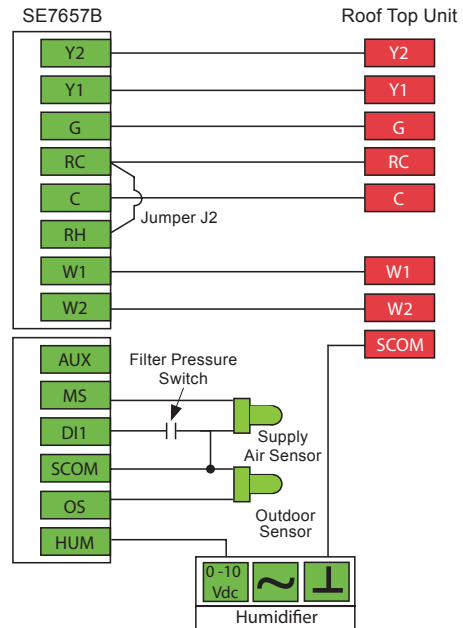 SE7657B
Roof Top Unit
Y2
Y2
Y1
Y1
G
G
RC
RC
C
C
Jumper J2
RH
W1
W1
W2
W2
SCOM
AUX
Filter Pressure
Switch
MS
DI1
Supply
Air Sensor
SCOM
OS
Outdoor
Sensor
HUM
0 -10
Vdc
Humidifier